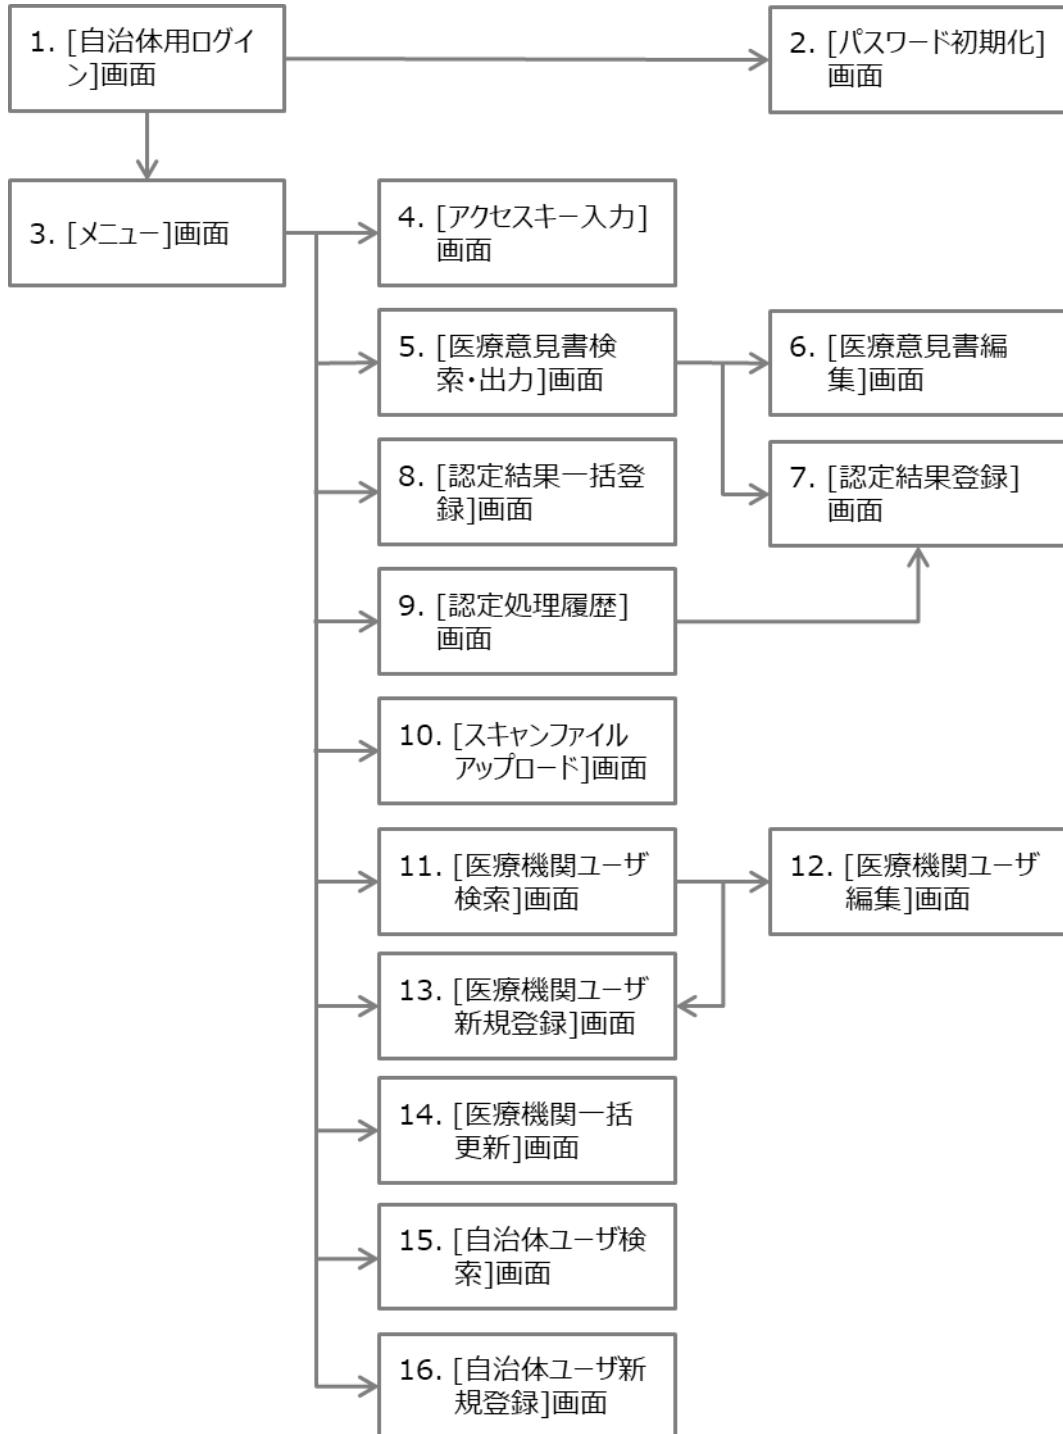 1. [自治体用ログイ
ン]画面
2. [パスワード初期化]
画面
3. [メニュー]画面
4. [アクセスキー入力]
画面
5. [医療意見書検
索・出力]画面
6. [医療意見書編
集]画面
8. [認定結果一括登
録]画面
7. [認定結果登録]
画面
9. [認定処理履歴]
画面
10. [スキャンファイル
アップロード]画面
11. [医療機関ユーザ
検索]画面
12. [医療機関ユーザ
編集]画面
13. [医療機関ユーザ
新規登録]画面
14. [医療機関一括
更新]画面
15. [自治体ユーザ検
索]画面
16. [自治体ユーザ新
規登録]画面